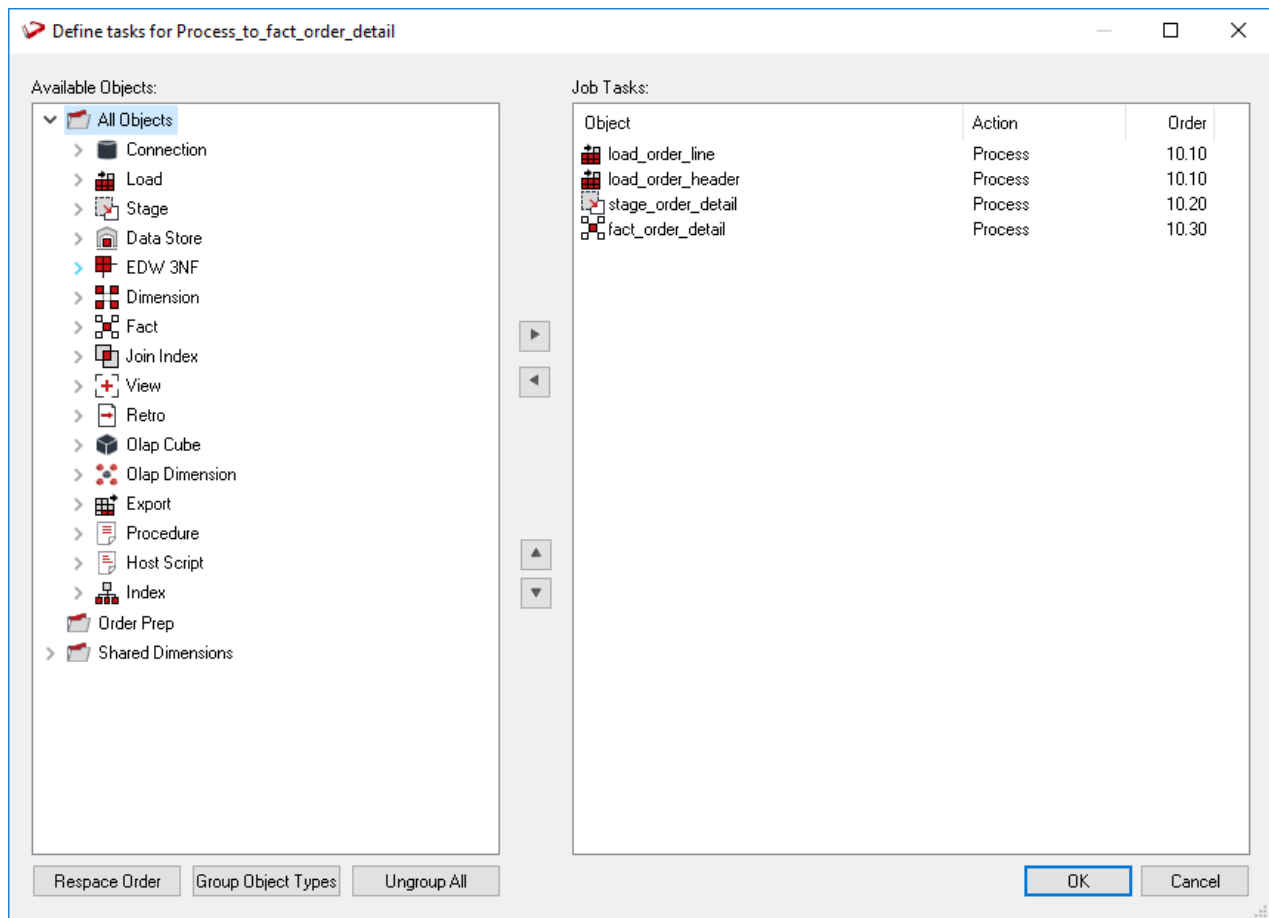 Define tasks for Process_to_fact_order_detail
Available Objects:
All Objects
Connection
Load
Stage
Data Store
EDW 3NF
Dimension
Fact
Join Index
View
Retro
Olap Cube
Olap Dimension
Export
Procedure
Host Script
Index
Order Prep
Shared Dimensions
Job Tasks:
Object Action Order
load_order_line Process 10.10
load_order_header Process 10.10
stage_order_detail Process 10.20
fact_order_detail Process 10.30
Respace Order Group Object Types Ungroup All OK Cancel